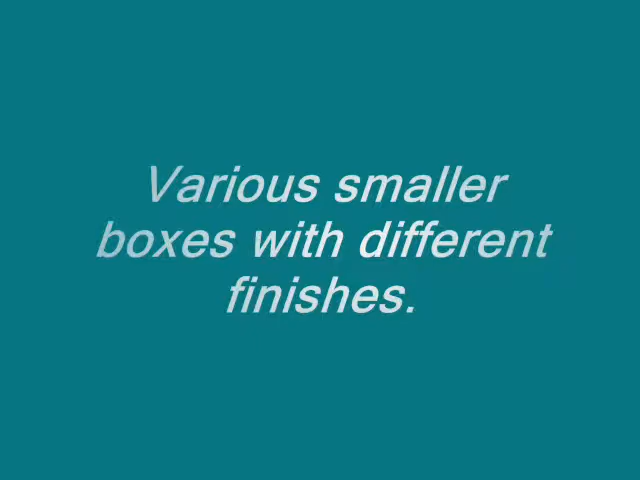 Various smaller
boxes with different
finishes.